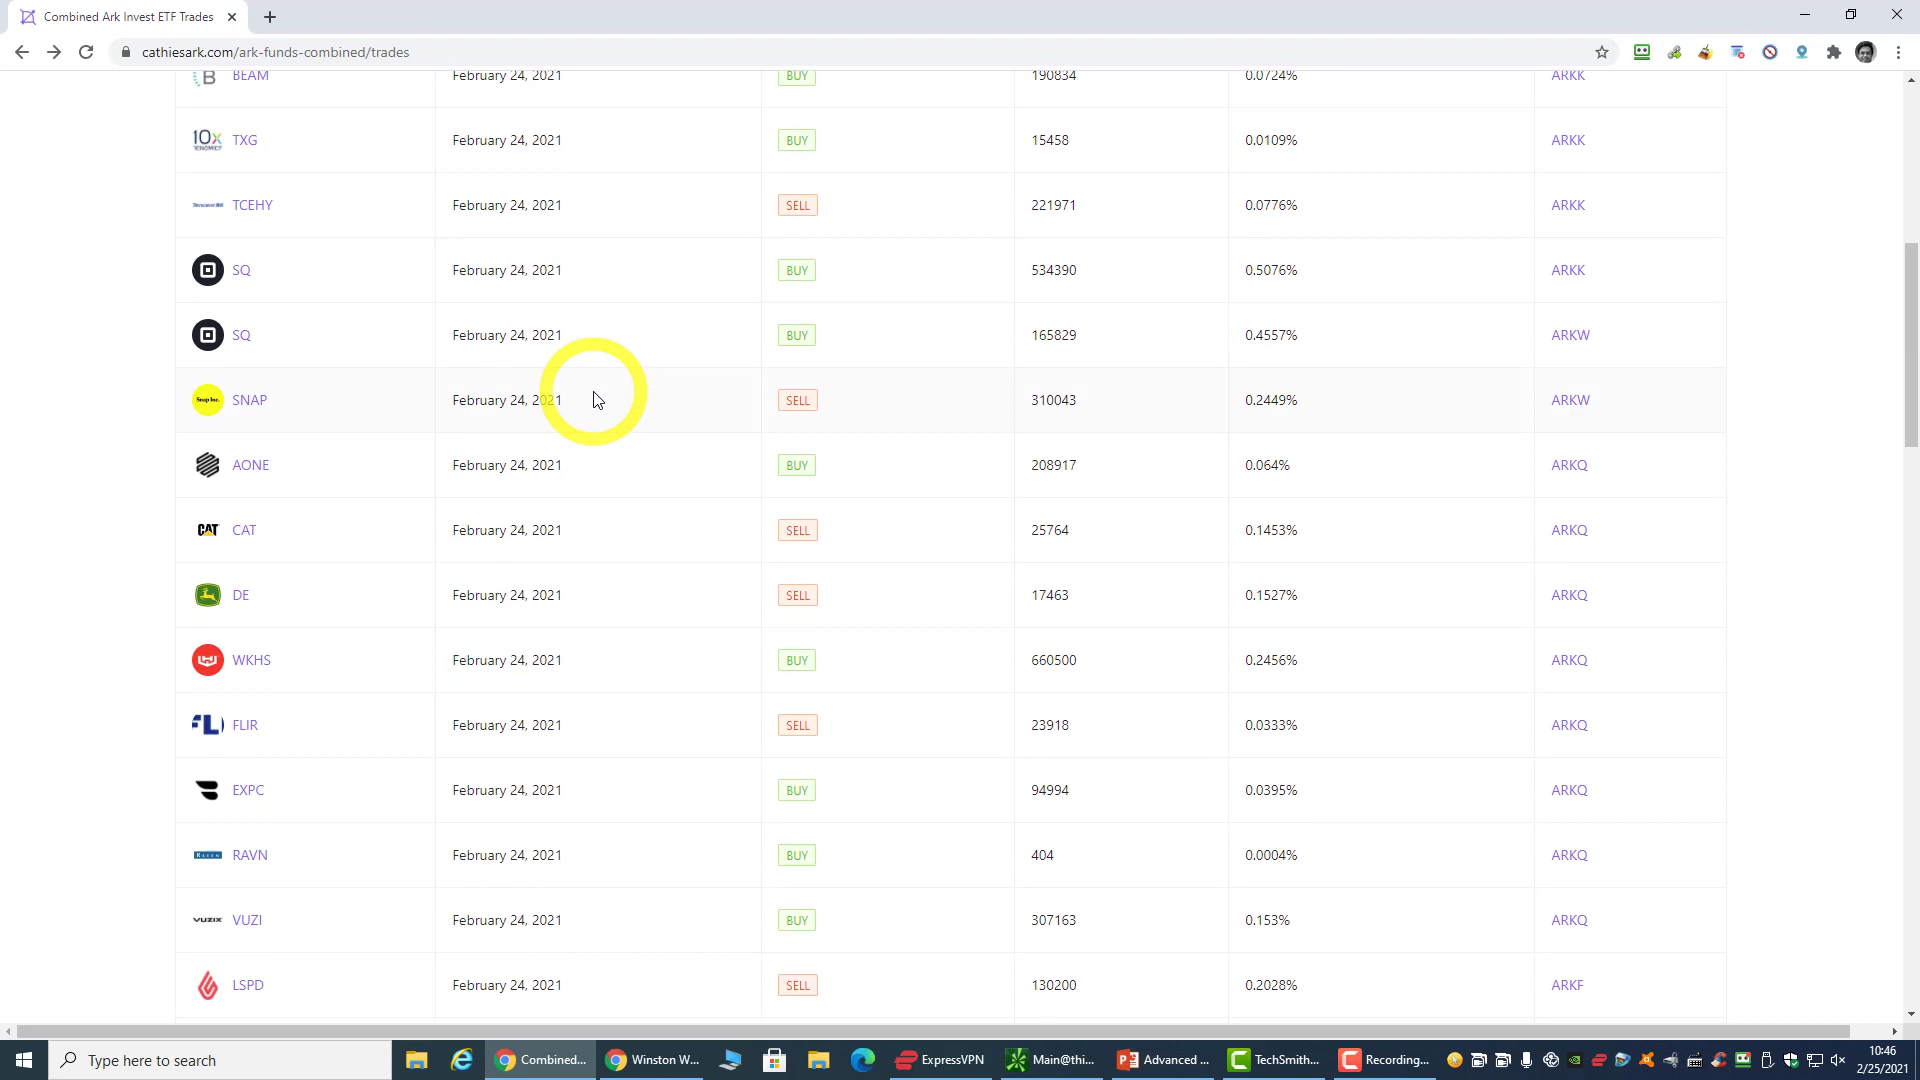 Combined Ark Invest ETF Trades
cathiesark.com/ark-funds-combined/trades
B BEAM February 24, 2021 BUY 190834 0.0724% ARKK
10x TXG February 24, 2021 BUY 15458 0.0109% ARKK
TCEHY February 24, 2021 SELL 221971 0.0776% ARKK
SQ February 24, 2021 BUY 534390 0.5076% ARKK
SQ February 24, 2021 BUY 165829 0.4557% ARKW
Snap Inc. SNAP February 24, 2021 SELL 310043 0.2449% ARKW
AONE February 24, 2021 BUY 208917 0.064% ARKQ
CAT CAT February 24, 2021 SELL 25764 0.1453% ARKQ
DE February 24, 2021 SELL 17463 0.1527% ARKQ
WKHS February 24, 2021 BUY 660500 0.2456% ARKQ
FLIR February 24, 2021 SELL 23918 0.0333% ARKQ
EXPC February 24, 2021 BUY 94994 0.0395% ARKQ
RAVEN RAVN February 24, 2021 BUY 404 0.0004% ARKQ
VUZIX VUZI February 24, 2021 BUY 307163 0.153% ARKQ
LSPD February 24, 2021 SELL 130200 0.2028% ARKF
Type here to search Combined... Winston W... ExpressVPN Main@thi... Advanced ... TechSmith... Recording... 10:46
2/25/2021